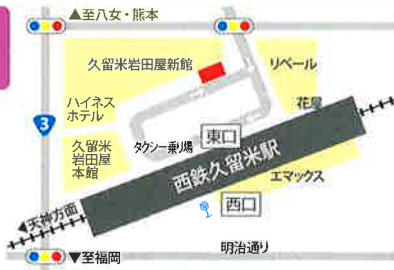 ▲至八女・熊本
久留米岩田屋新館
リベール
ハイネス
ホテル
花屋
3
久留米
岩田屋
本館
タクシー乗り場
東口
西鉄久留米駅
エマックス
西口
◀天神方面
▼至福岡
明治通り